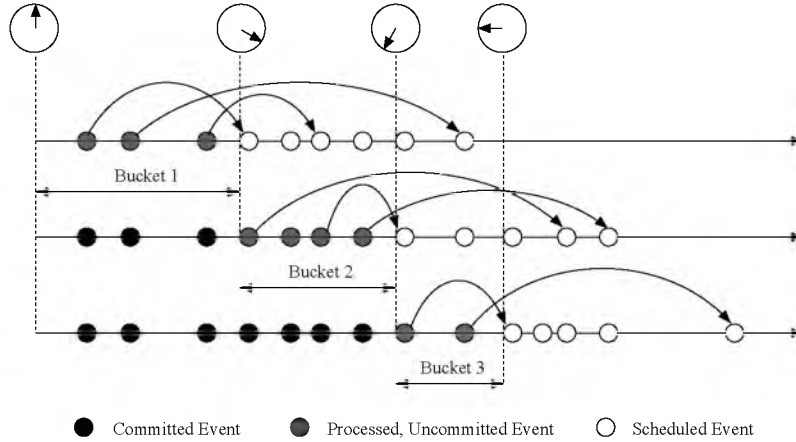 Bucket 1
Bucket 2
Bucket 3
Committed Event
Processed, Uncommitted Event
Scheduled Event